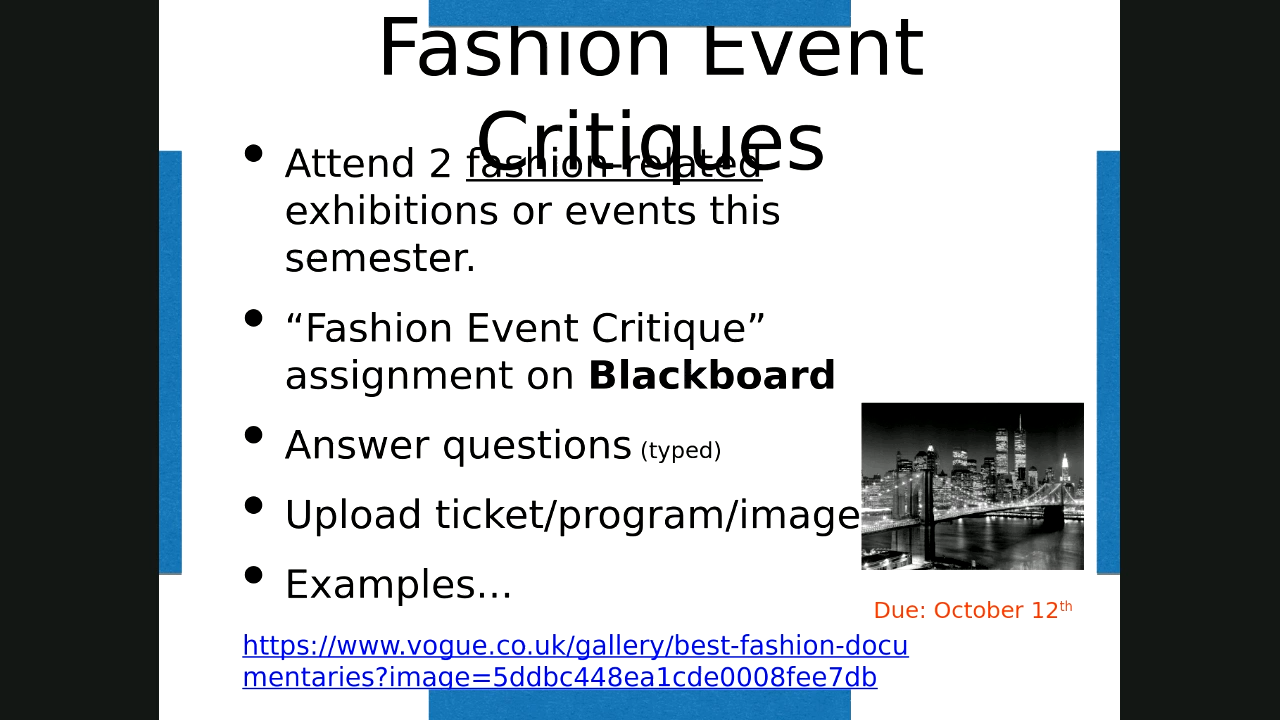 Fashion Event
Critiques
• Attend 2 fashion-related
exhibitions or events this
semester.
• “Fashion Event Critique”
assignment on Blackboard
• Answer questions (typed)
• Upload ticket/program/image
• Examples…
Due: October 12th
https://www.vogue.co.uk/gallery/best-fashion-docu
mentaries?image=5ddbc448ea1cde0008fee7db